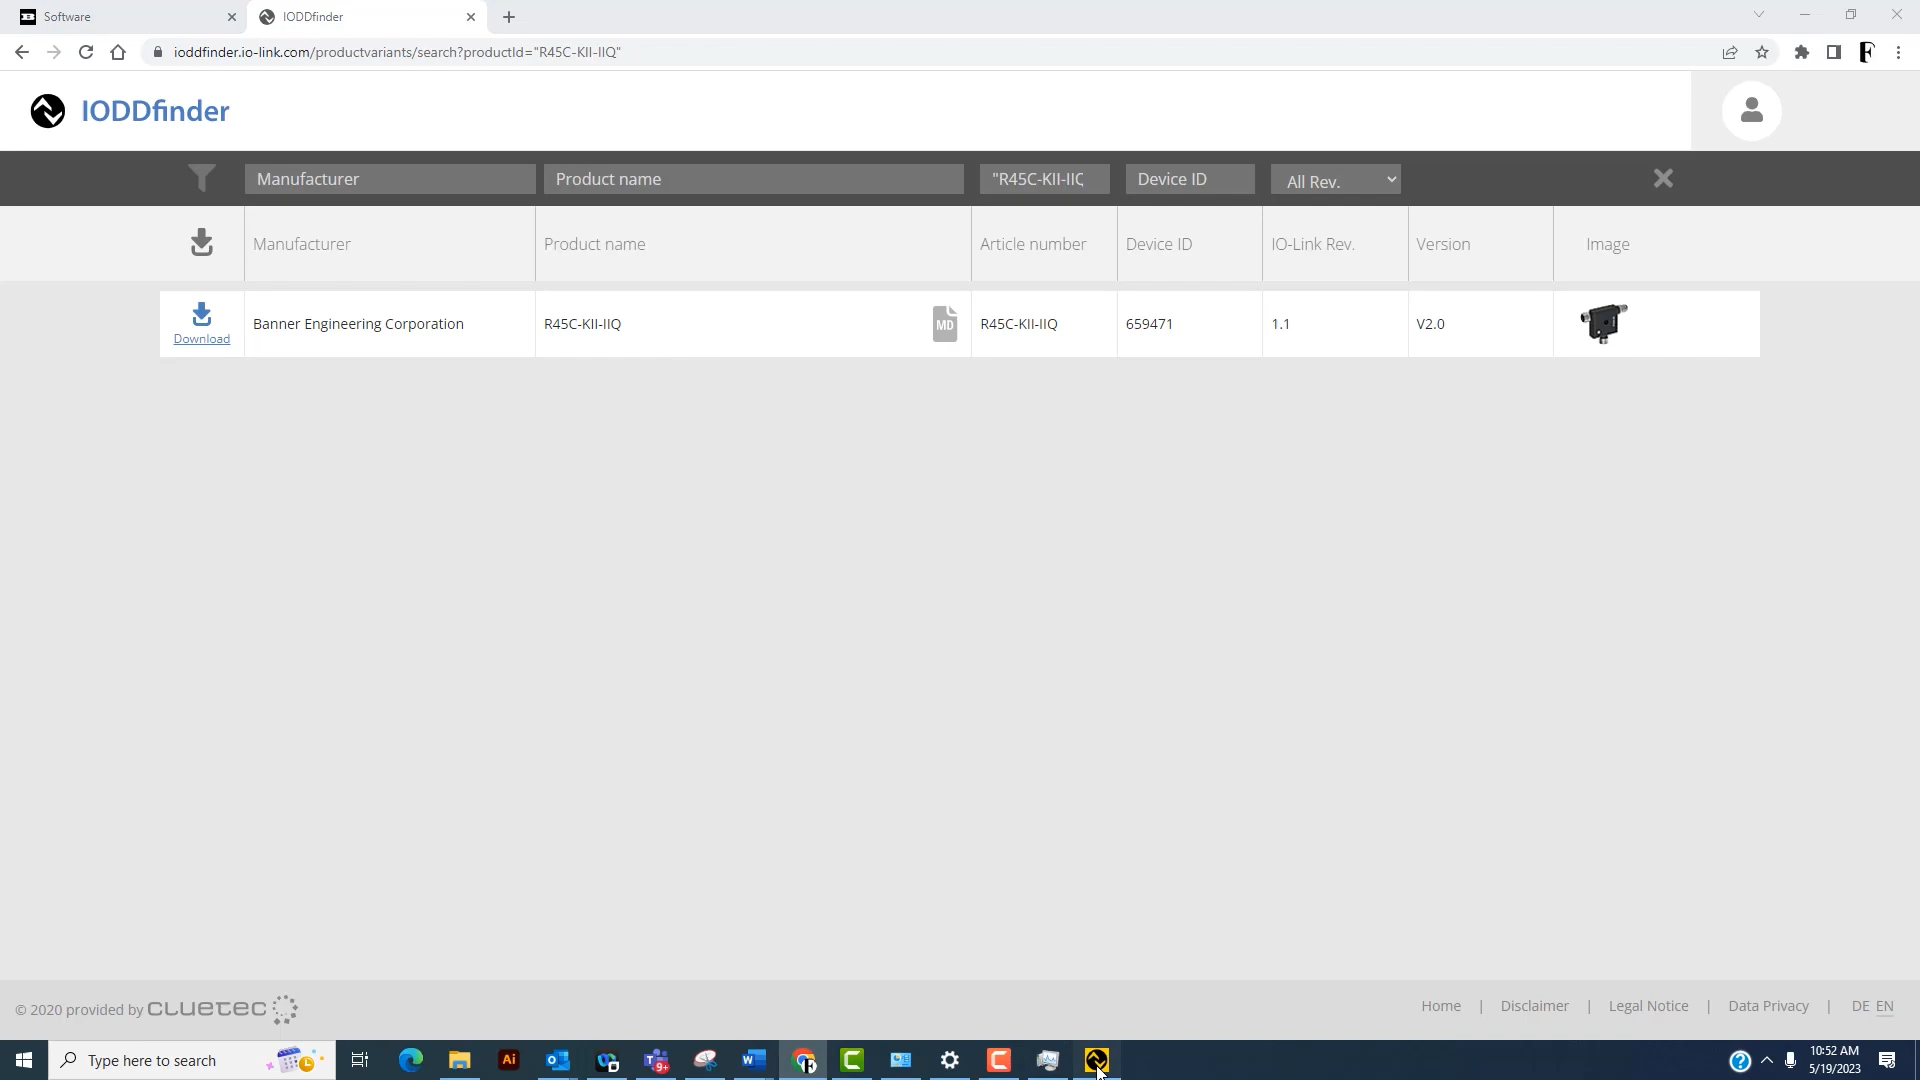 Software
IODDfinder
ioddfinder.io-link.com/productvariants/search?productId="R45C-KII-IIQ"
F
IODDfinder
Manufacturer Product name "R45C-KII-IIQ Device ID All Rev.
Manufacturer Product name Article number Device ID IO-Link Rev. Version Image
Download Banner Engineering Corporation R45C-KII-IIQ MD R45C-KII-IIQ 659471 1.1 V2.0
© 2020 provided by cluetec
Home | Disclaimer | Legal Notice | Data Privacy | DE EN
Type here to search
Ai
9+
10:52 AM
5/19/2023